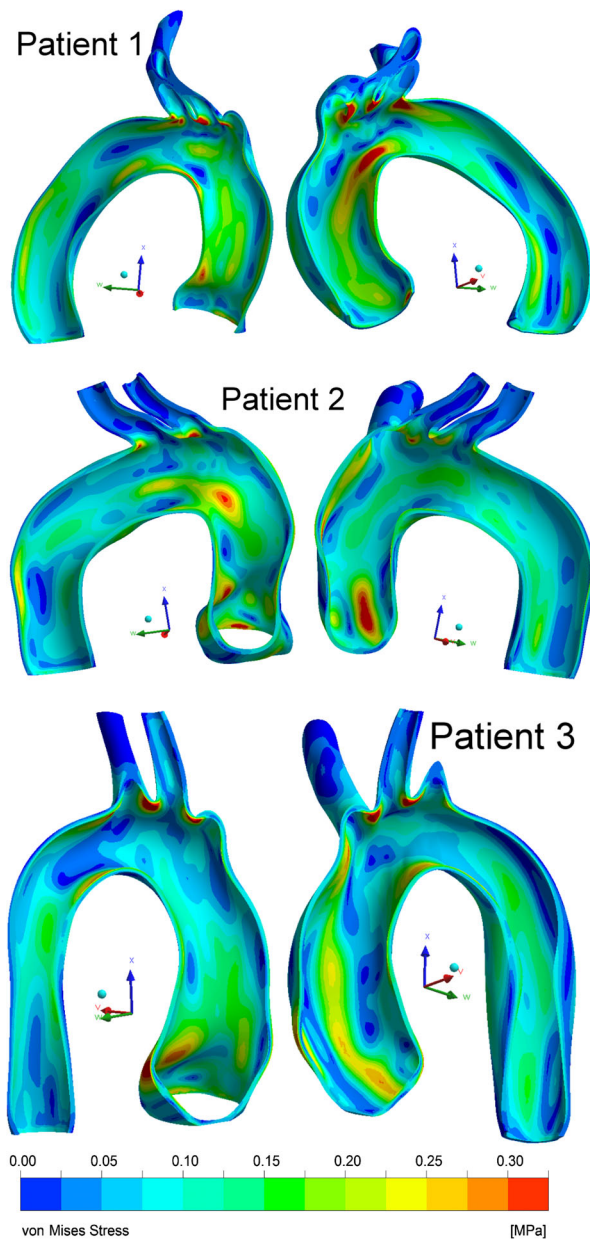 Patient 1
x
w
x
v
w
Patient 2
x
w
x
w
Patient 3
x
v
w
x
v
w
0.00 0.05 0.10 0.15 0.20 0.25 0.30
von Mises Stress [MPa]